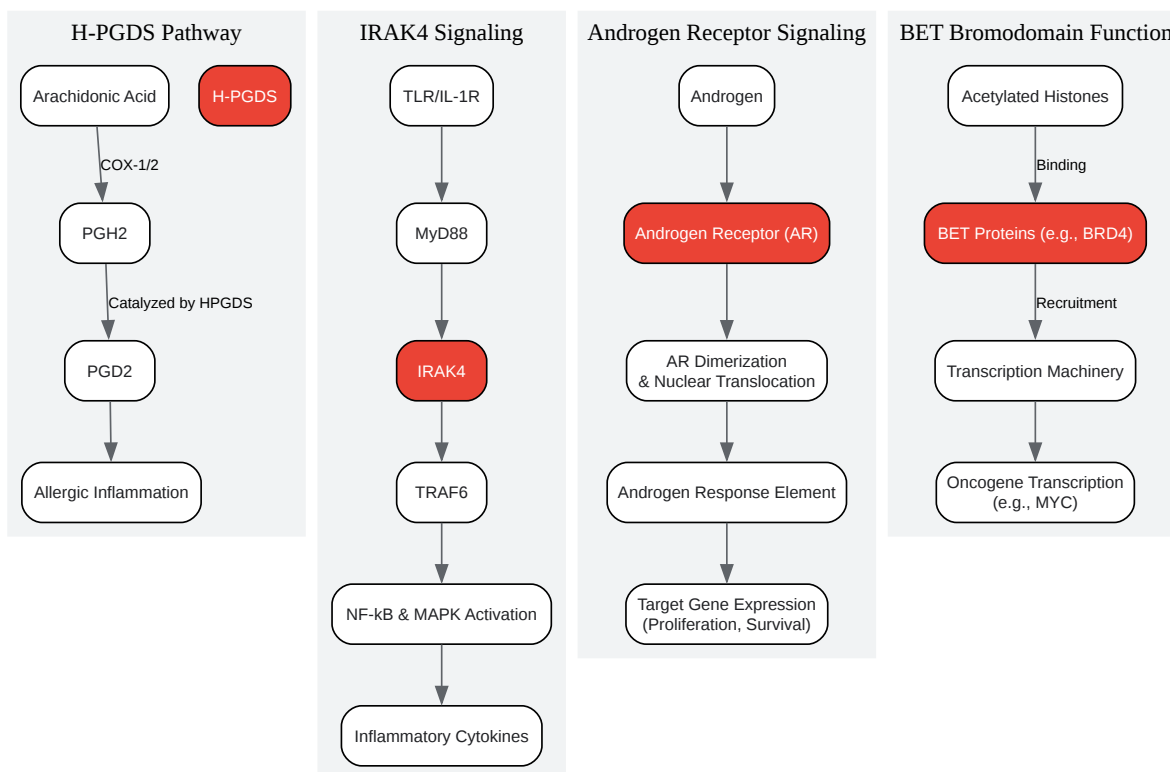 H-PGDS Pathway
Arachidonic Acid
H-PGDS
COX-1/2
PGH2
Catalyzed by HPGDS
PGD2
Allergic Inflammation
IRAK4 Signaling
TLR/IL-1R
MyD88
IRAK4
TRAF6
NF-kB & MAPK Activation
Inflammatory Cytokines
Androgen Receptor Signaling
Androgen
Androgen Receptor (AR)
AR Dimerization
& Nuclear Translocation
Androgen Response Element
Target Gene Expression
(Proliferation, Survival)
BET Bromodomain Function
Acetylated Histones
Binding
BET Proteins (e.g., BRD4)
Recruitment
Transcription Machinery
Oncogene Transcription
(e.g., MYC)